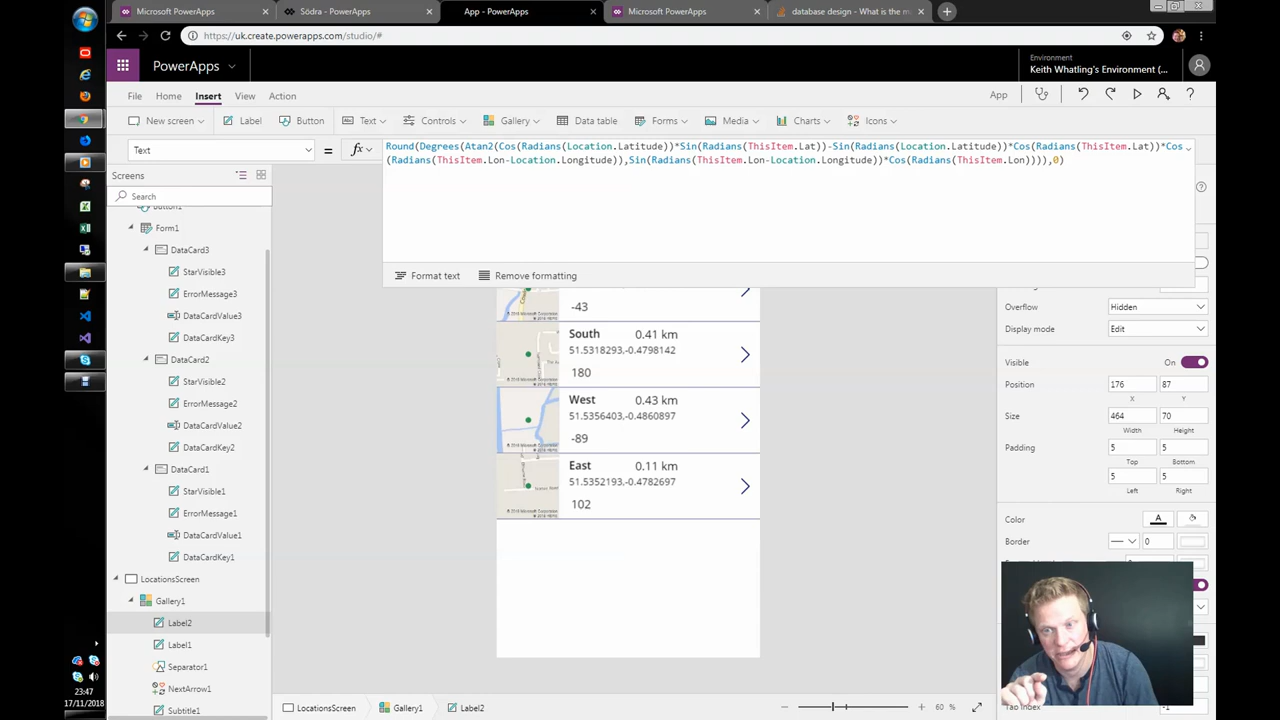 Microsoft PowerApps
Södra - PowerApps
App - PowerApps
Microsoft PowerApps
database design - What is the m
https://uk.create.powerapps.com/studio/#
PowerApps
Environment
Keith Whatling's Environment (...
File
Home
Insert
View
Action
App
New screen
Label
Button
Text
Controls
Gallery
Data table
Forms
Media
Charts
Icons
Text
=
fx
Round(Degrees(Atan2(Cos(Radians(Location.Latitude))*Sin(Radians(ThisItem.Lat))-Sin(Radians(Location.Latitude))*Cos(Radians(ThisItem.Lat))*Cos
(Radians(ThisItem.Lon-Location.Longitude)),Sin(Radians(ThisItem.Lon-Location.Longitude))*Cos(Radians(ThisItem.Lon)))),0)
Format text
Remove formatting
Screens
Search
Button1
Form1
DataCard3
StarVisible3
ErrorMessage3
DataCardValue3
DataCardKey3
DataCard2
StarVisible2
ErrorMessage2
DataCardValue2
DataCardKey2
DataCard1
StarVisible1
ErrorMessage1
DataCardValue1
DataCardKey1
LocationsScreen
Gallery1
Label2
Label1
Separator1
NextArrow1
Subtitle1
-43
South
0.41 km
51.5318293,-0.4798142
180
West
0.43 km
51.5356403,-0.4860897
-89
East
0.11 km
51.5352193,-0.4782697
102
Overflow
Hidden
Display mode
Edit
Visible
On
Position
176
87
X
Y
Size
464
70
Width
Height
Padding
5
5
Top
Bottom
5
5
Left
Right
Color
A
Border
0
Tab index
-1
LocationsScreen
Gallery1
Label2
60 %
23:47
17/11/2018